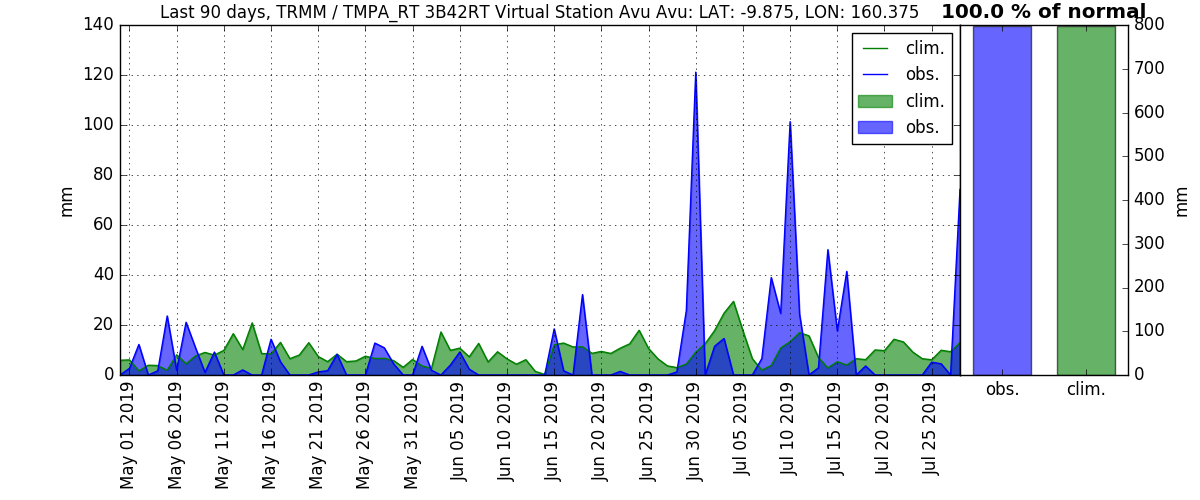 Last 90 days, TRMM / TMPA_RT 3B42RT Virtual Station Avu Avu: LAT: -9.875, LON: 160.375
100.0 % of normal
140
120
100
80
60
40
20
0
mm
clim.
obs.
clim.
obs.
800
700
600
500
400
300
200
100
0
mm
May 01 2019
May 06 2019
May 11 2019
May 16 2019
May 21 2019
May 26 2019
May 31 2019
Jun 05 2019
Jun 10 2019
Jun 15 2019
Jun 20 2019
Jun 25 2019
Jun 30 2019
Jul 05 2019
Jul 10 2019
Jul 15 2019
Jul 20 2019
Jul 25 2019
obs.
clim.